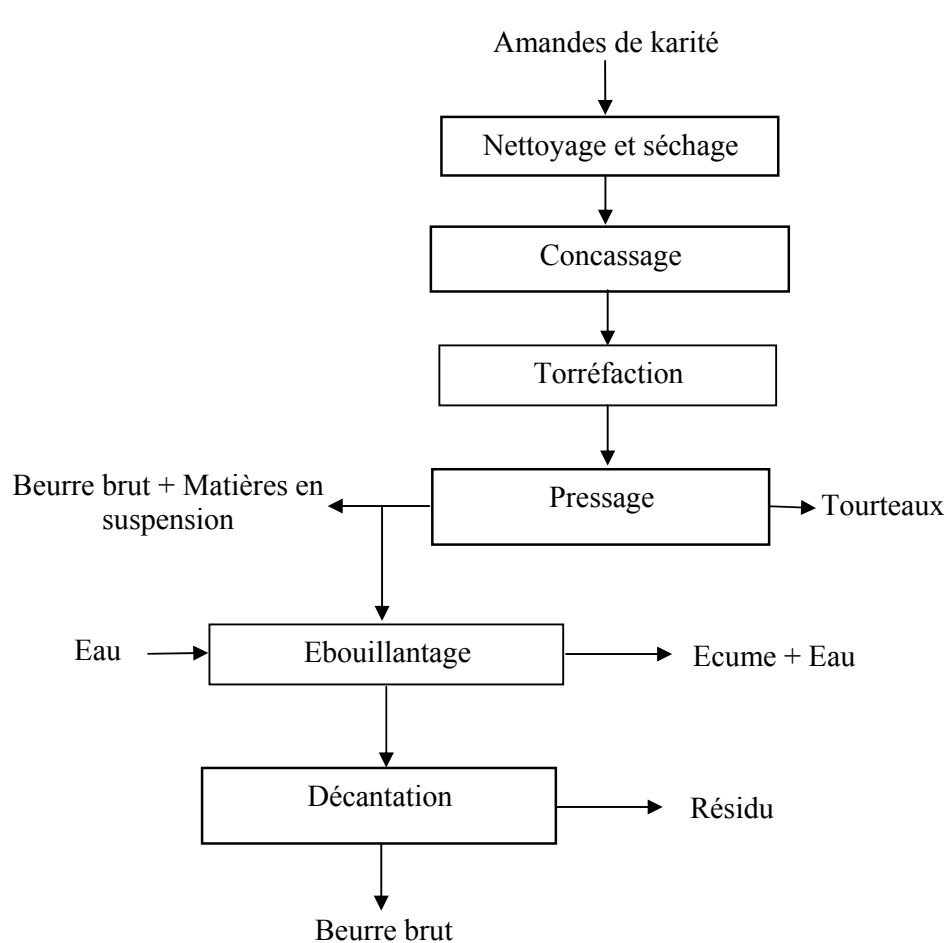 Amandes de karité
Nettoyage et séchage
Concassage
Torréfaction
Beurre brut + Matières en
suspension
Pressage
Tourteaux
Eau
Ebouillantage
Ecume + Eau
Décantation
Résidu
Beurre brut